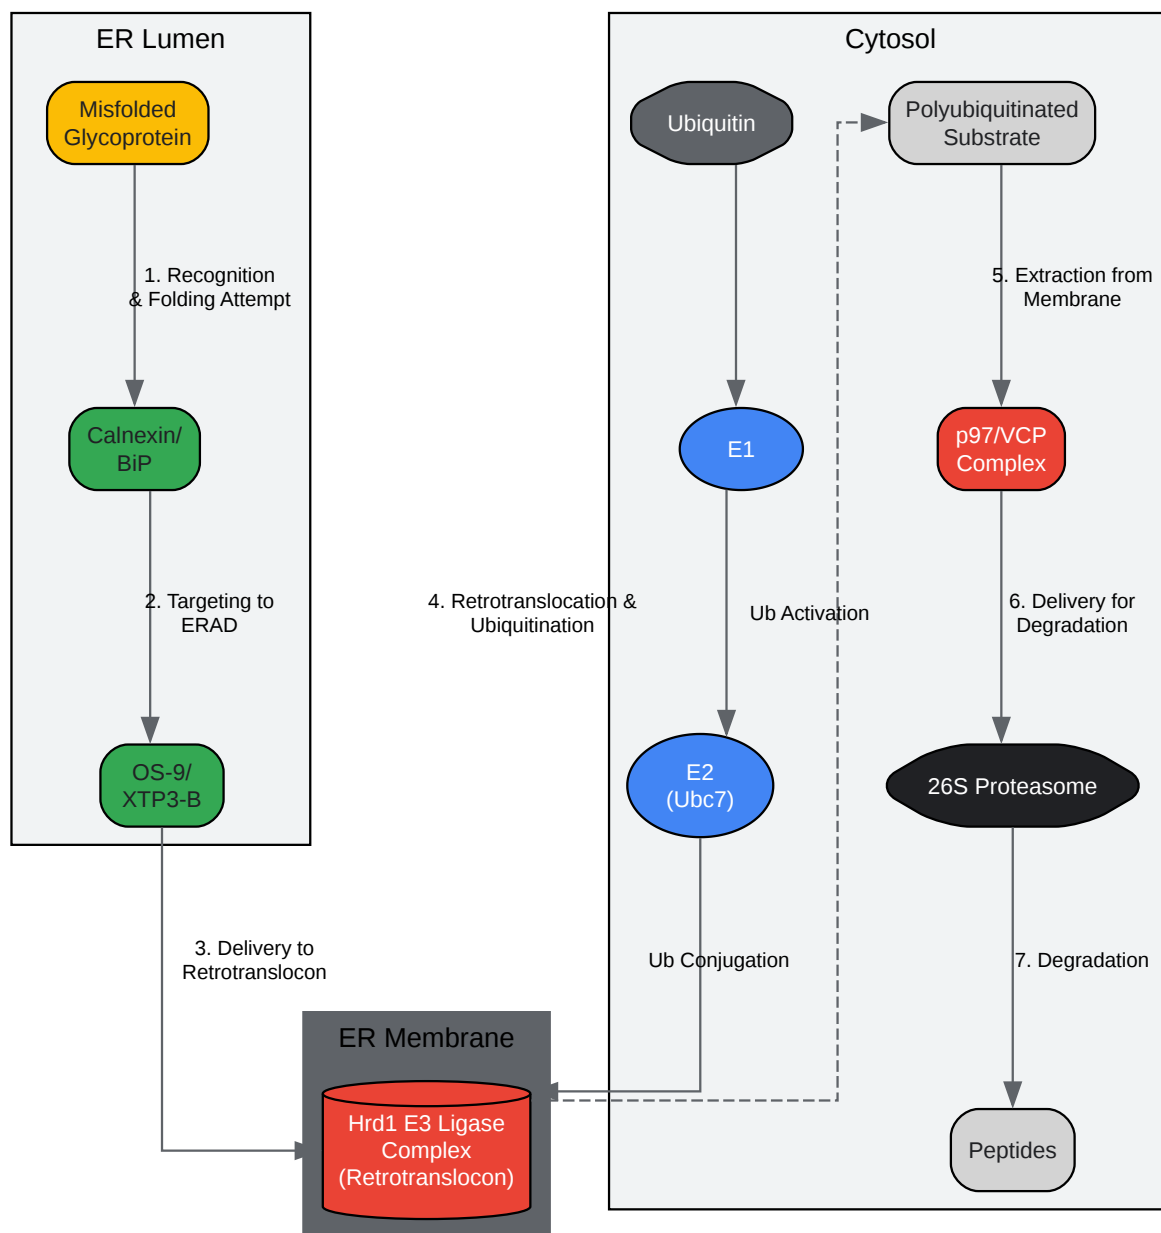 ER Lumen
Misfolded
Glycoprotein
1. Recognition
& Folding Attempt
Calnexin/
BiP
2. Targeting to
ERAD
OS-9/
XTP3-B
3. Delivery to
Retrotranslocon
ER Membrane
Hrd1 E3 Ligase
Complex
(Retrotranslocon)
4. Retrotranslocation &
Ubiquitination
Cytosol
Ubiquitin
E1
Ub Activation
E2
(Ubc7)
Ub Conjugation
Polyubiquitinated
Substrate
5. Extraction from
Membrane
p97/VCP
Complex
6. Delivery for
Degradation
26S Proteasome
7. Degradation
Peptides